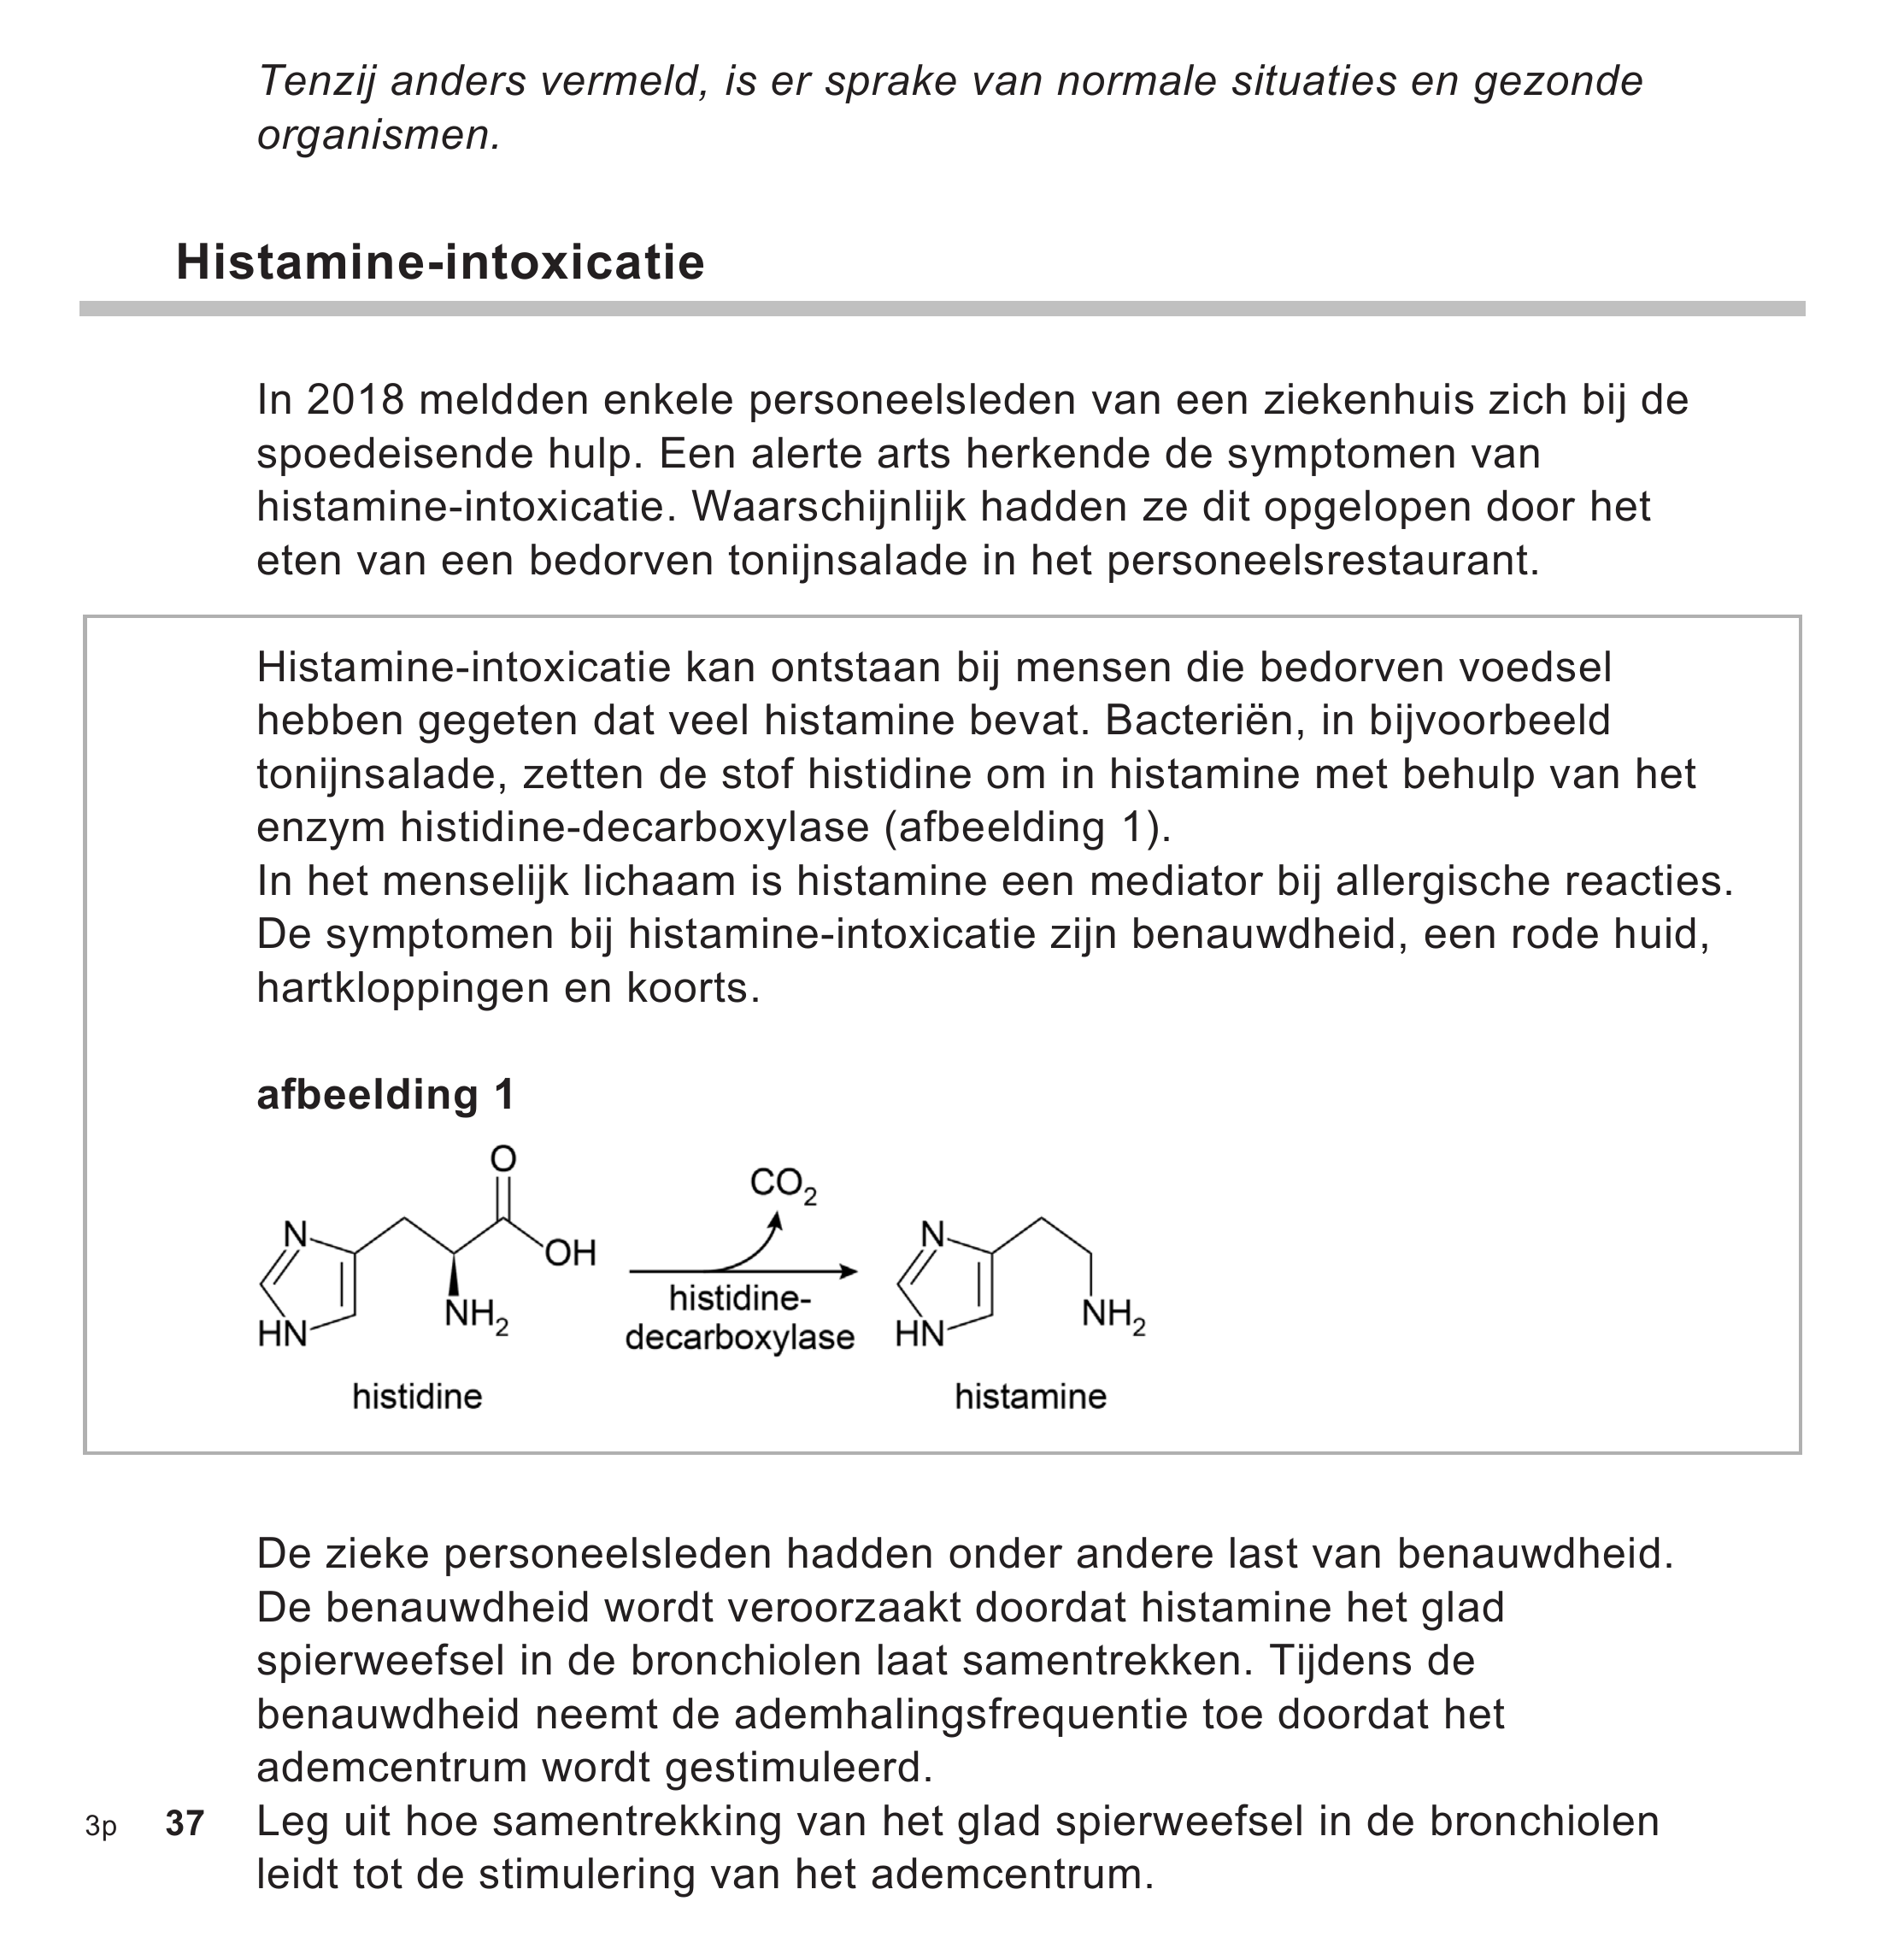 Tenzij anders vermeld, is er sprake van normale situaties en gezonde
organismen.
Histamine-intoxicatie
In 2018 meldden enkele personeelsleden van een ziekenhuis zich bij de
spoedeisende hulp. Een alerte arts herkende de symptomen van
histamine-intoxicatie. Waarschijnlijk hadden ze dit opgelopen door het
eten van een bedorven tonijnsalade in het personeelsrestaurant.
Histamine-intoxicatie kan ontstaan bij mensen die bedorven voedsel
hebben gegeten dat veel histamine bevat. Bacteriën, in bijvoorbeeld
tonijnsalade, zetten de stof histidine om in histamine met behulp van het
enzym histidine-decarboxylase (afbeelding 1).
In het menselijk lichaam is histamine een mediator bij allergische reacties.
De symptomen bij histamine-intoxicatie zijn benauwdheid, een rode huid,
hartkloppingen en koorts.
afbeelding 1
O
N
OH
NH2
HN
histidine
CO2
histidine-
decarboxylase
N
HN
NH2
histamine
De zieke personeelsleden hadden onder andere last van benauwdheid.
De benauwdheid wordt veroorzaakt doordat histamine het glad
spierweefsel in de bronchiolen laat samentrekken. Tijdens de
benauwdheid neemt de ademhalingsfrequentie toe doordat het
ademcentrum wordt gestimuleerd.
3p 37 Leg uit hoe samentrekking van het glad spierweefsel in de bronchiolen
leidt tot de stimulering van het ademcentrum.